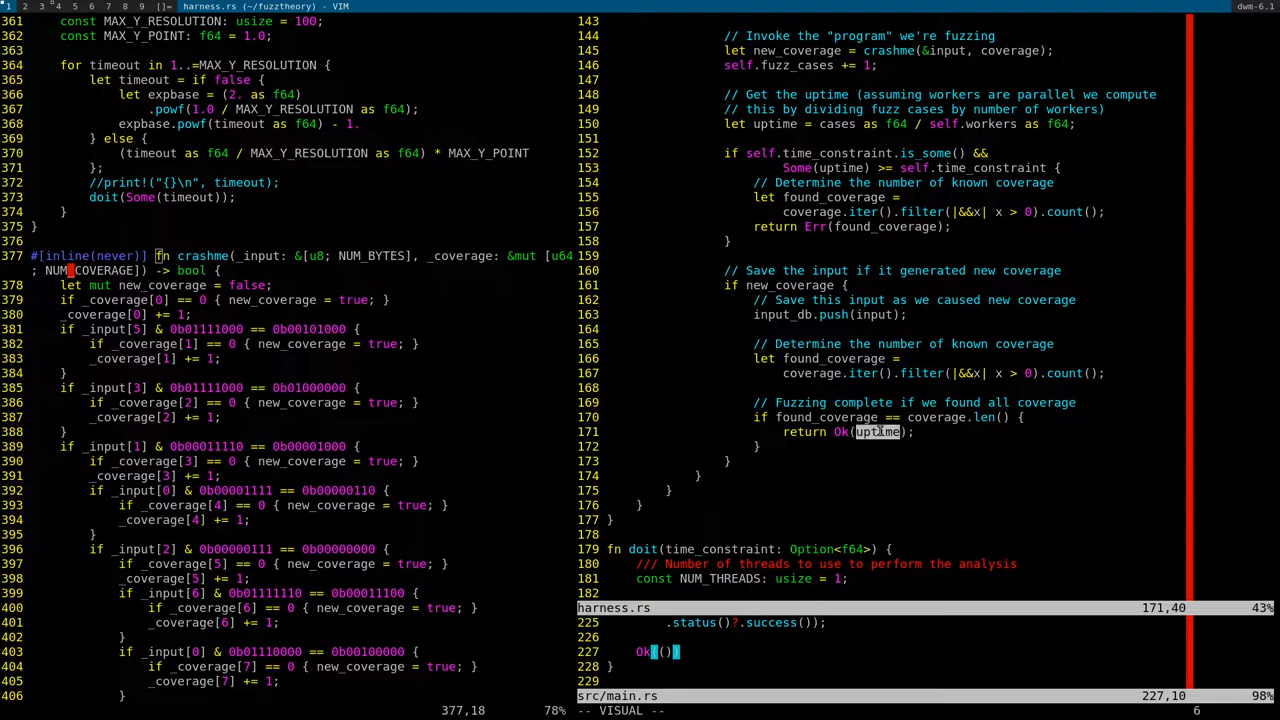 1 2 3 4 5 6 7 8 9 []= harness.rs (~/fuzztheory) - VIM dwm-6.1
361 const MAX_Y_RESOLUTION: usize = 100;
362 const MAX_Y_POINT: f64 = 1.0;
363
364 for timeout in 1..=MAX_Y_RESOLUTION {
365 let timeout = if false {
366 let expbase = (2. as f64)
367 .powf(1.0 / MAX_Y_RESOLUTION as f64);
368 expbase.powf(timeout as f64) - 1.
369 } else {
370 (timeout as f64 / MAX_Y_RESOLUTION as f64) * MAX_Y_POINT
371 };
372 //print!("{}\n", timeout);
373 doit(Some(timeout));
374 }
375 }
376
377 #[inline(never)] fn crashme(_input: &[u8; NUM_BYTES], _coverage: &mut [u64
; NUM_COVERAGE]) -> bool {
378 let mut new_coverage = false;
379 if _coverage[0] == 0 { new_coverage = true; }
380 _coverage[0] += 1;
381 if _input[5] & 0b01111000 == 0b00101000 {
382 if _coverage[1] == 0 { new_coverage = true; }
383 _coverage[1] += 1;
384 }
385 if _input[3] & 0b01111000 == 0b01000000 {
386 if _coverage[2] == 0 { new_coverage = true; }
387 _coverage[2] += 1;
388 }
389 if _input[1] & 0b00011110 == 0b00001000 {
390 if _coverage[3] == 0 { new_coverage = true; }
391 _coverage[3] += 1;
392 if _input[0] & 0b00001111 == 0b00000110 {
393 if _coverage[4] == 0 { new_coverage = true; }
394 _coverage[4] += 1;
395 }
396 if _input[2] & 0b00000111 == 0b00000000 {
397 if _coverage[5] == 0 { new_coverage = true; }
398 _coverage[5] += 1;
399 if _input[6] & 0b01111110 == 0b00011100 {
400 if _coverage[6] == 0 { new_coverage = true; }
401 _coverage[6] += 1;
402 }
403 if _input[0] & 0b01110000 == 0b00100000 {
404 if _coverage[7] == 0 { new_coverage = true; }
405 _coverage[7] += 1;
406 }
377,18 78%
143
144 // Invoke the "program" we're fuzzing
145 let new_coverage = crashme(&input, coverage);
146 self.fuzz_cases += 1;
147
148 // Get the uptime (assuming workers are parallel we compute
149 // this by dividing fuzz cases by number of workers)
150 let uptime = cases as f64 / self.workers as f64;
151
152 if self.time_constraint.is_some() &&
153 Some(uptime) >= self.time_constraint {
154 // Determine the number of known coverage
155 let found_coverage =
156 coverage.iter().filter(|&&x| x > 0).count();
157 return Err(found_coverage);
158 }
159
160 // Save the input if it generated new coverage
161 if new_coverage {
162 // Save this input as we caused new coverage
163 input_db.push(input);
164
165 // Determine the number of known coverage
166 let found_coverage =
167 coverage.iter().filter(|&&x| x > 0).count();
168
169 // Fuzzing complete if we found all coverage
170 if found_coverage == coverage.len() {
171 return Ok(uptime);
172 }
173 }
174 }
175 }
176 }
177 }
178
179 fn doit(time_constraint: Option<f64>) {
180 /// Number of threads to use to perform the analysis
181 const NUM_THREADS: usize = 1;
182
harness.rs 171,40 43%
225 .status()?.success());
226
227 Ok(())
228 }
229
src/main.rs 227,10 98%
-- VISUAL -- 6